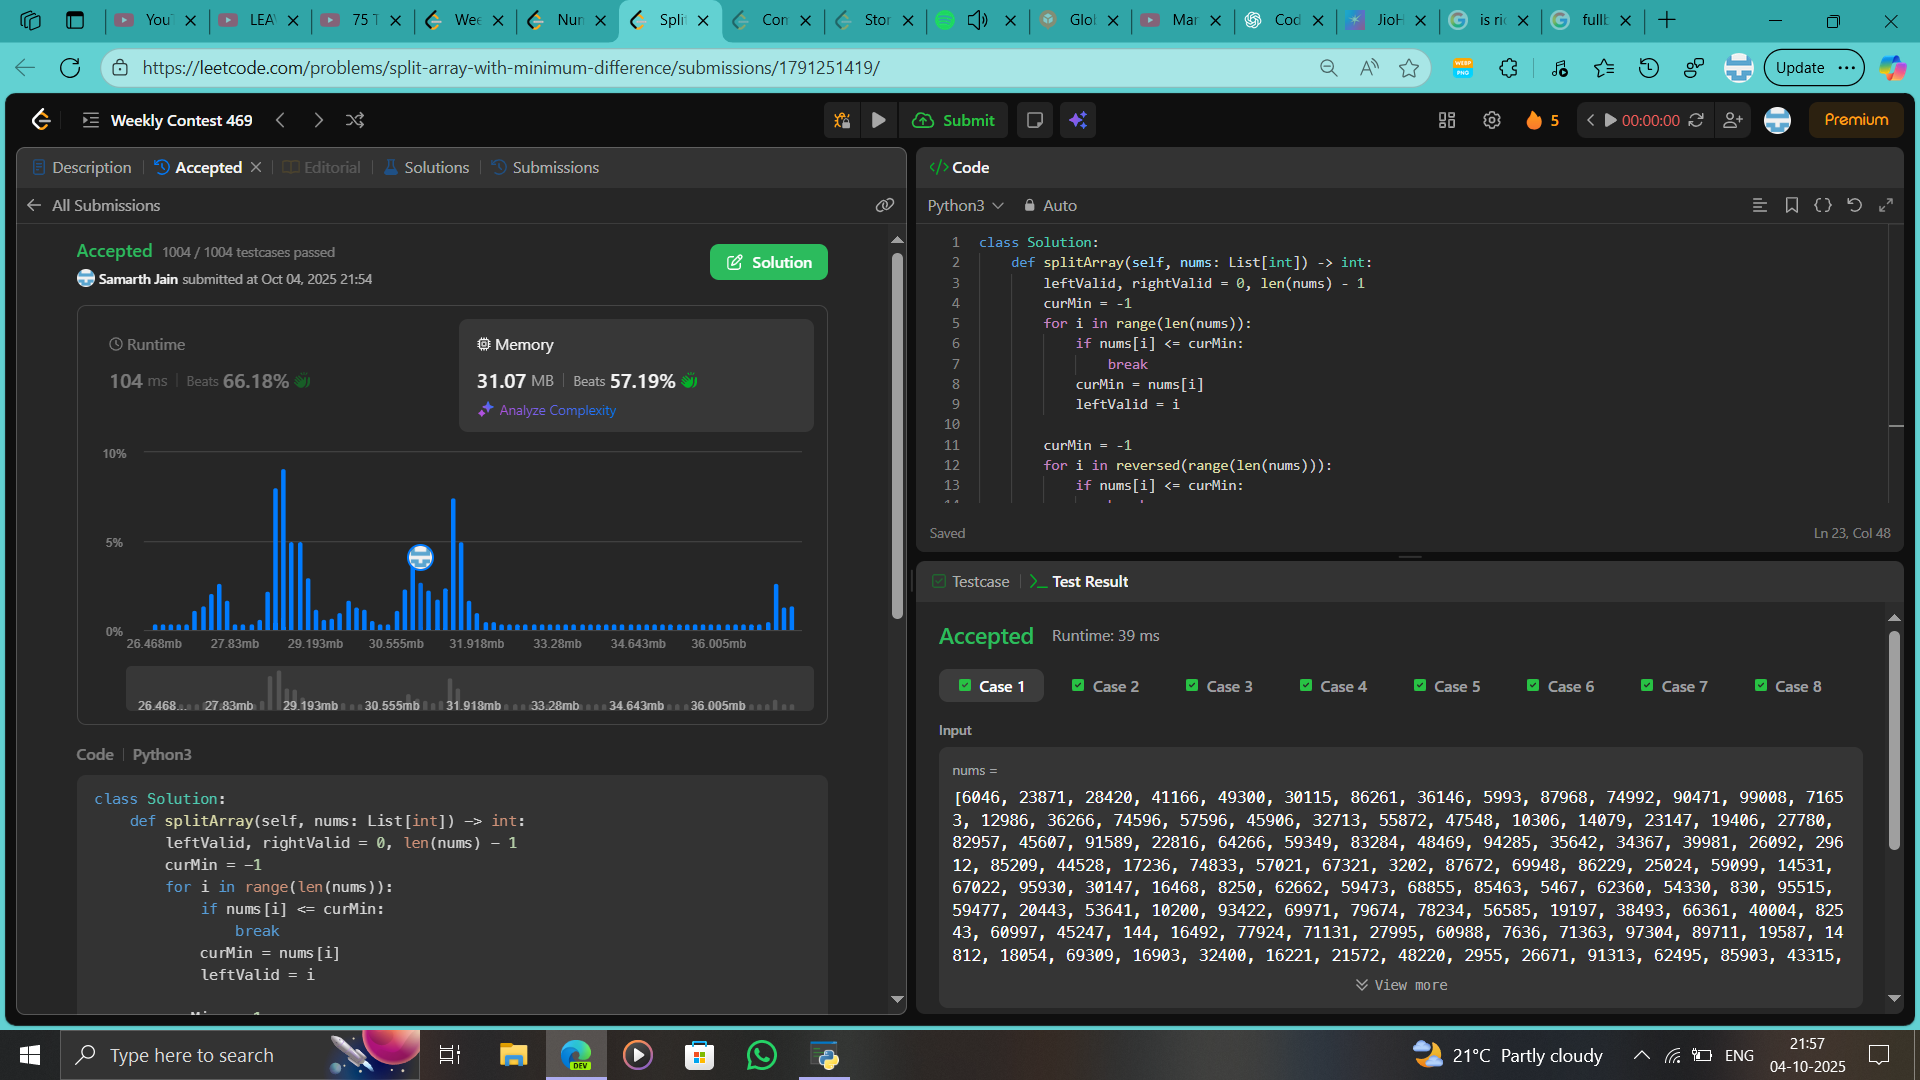 You
LEA
75 T
Wee
Nun
Split
Com
Stor
Glol
Mar
Cod
JioH
is ri
full
https://leetcode.com/problems/split-array-with-minimum-difference/submissions/1791251419/
Update
Weekly Contest 469
Submit
5
00:00:00
Premium
Description
Accepted
Editorial
Solutions
Submissions
All Submissions
Accepted 1004 / 1004 testcases passed
Samarth Jain submitted at Oct 04, 2025 21:54
Solution
Runtime
104 ms Beats 66.18%
Memory
31.07 MB Beats 57.19%
Analyze Complexity
10%
5%
0%
26.468mb 27.83mb 29.193mb 30.555mb 31.918mb 33.28mb 34.643mb 36.005mb
26.468... 27.83mb 29.193mb 30.555mb 31.918mb 33.28mb 34.643mb 36.005mb
Code Python3
class Solution:
def splitArray(self, nums: List[int]) -> int:
leftValid, rightValid = 0, len(nums) - 1
curMin = -1
for i in range(len(nums)):
if nums[i] <= curMin:
break
curMin = nums[i]
leftValid = i
Code
Python3 Auto
1 class Solution:
2 def splitArray(self, nums: List[int]) -> int:
3 leftValid, rightValid = 0, len(nums) - 1
4 curMin = -1
5 for i in range(len(nums)):
6 if nums[i] <= curMin:
7 break
8 curMin = nums[i]
9 leftValid = i
10
11 curMin = -1
12 for i in reversed(range(len(nums))):
13 if nums[i] <= curMin:
Saved
Ln 23, Col 48
Testcase
Test Result
Accepted Runtime: 39 ms
Case 1 Case 2 Case 3 Case 4 Case 5 Case 6 Case 7 Case 8
Input
nums =
[6046, 23871, 28420, 41166, 49300, 30115, 86261, 36146, 5993, 87968, 74992, 90471, 99008, 7165
3, 12986, 36266, 74596, 57596, 45906, 32713, 55872, 47548, 10306, 14079, 23147, 19406, 27780,
82957, 45607, 91589, 22816, 64266, 59349, 83284, 48469, 94285, 35642, 34367, 39981, 26092, 296
12, 85209, 44528, 17236, 74833, 57021, 67321, 3202, 87672, 69948, 86229, 25024, 59099, 14531,
67022, 95930, 30147, 16468, 8250, 62662, 59473, 68855, 85463, 5467, 62360, 54330, 830, 95515,
59477, 20443, 53641, 10200, 93422, 69971, 79674, 78234, 56585, 19197, 38493, 66361, 40004, 825
43, 60997, 45247, 144, 16492, 77924, 71131, 27995, 60988, 7636, 71363, 97304, 89711, 19587, 14
812, 18054, 69309, 16903, 32400, 16221, 21572, 48220, 2955, 26671, 91313, 62495, 85903, 43315,
View more
Type here to search
DEV
21°C Partly cloudy
ENG
21:57
04-10-2025